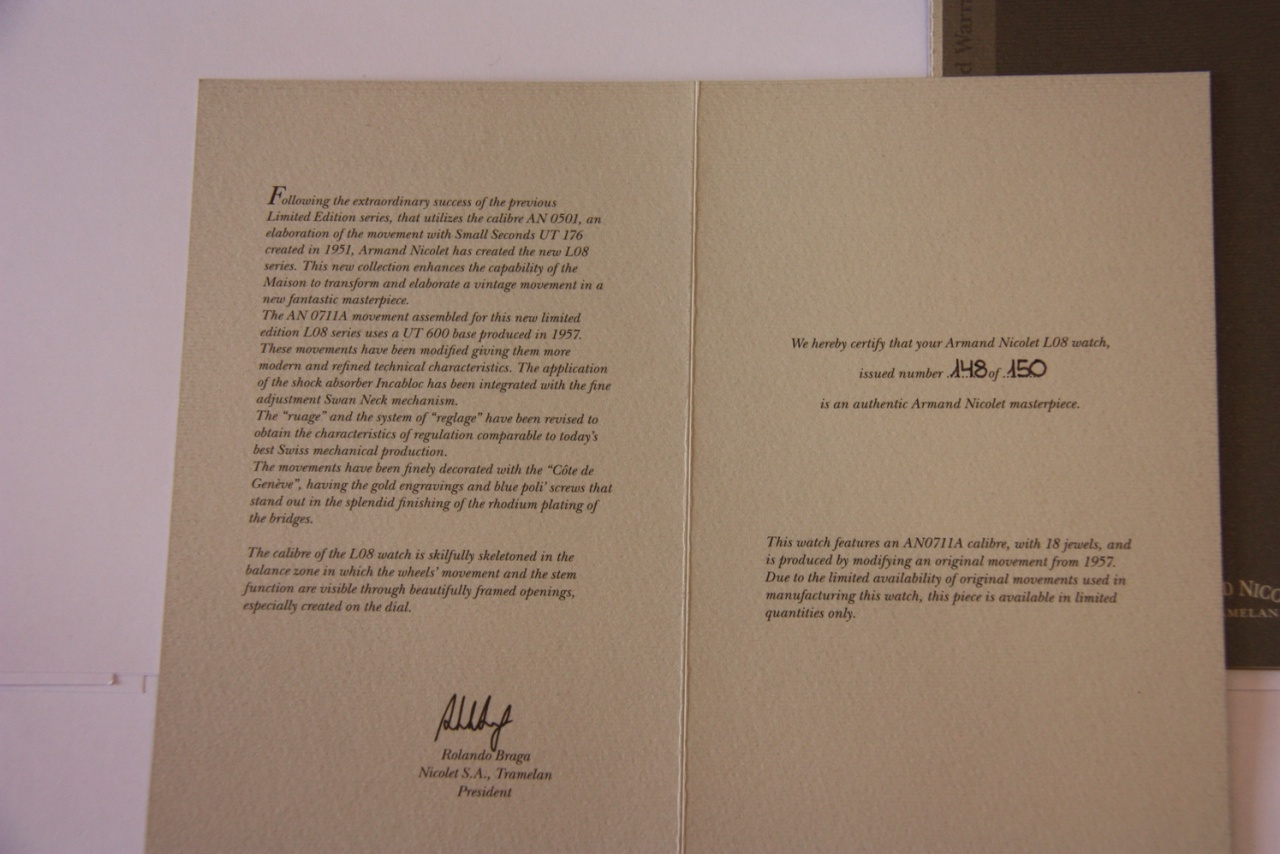 Following the extraordinary success of the previous
Limited Edition series, that utilizes the calibre AN 0501, an
elaboration of the movement with Small Seconds UT 176
created in 1951, Armand Nicolet has created the new L08
series. This new collection enhances the capability of the
Maison to transform and elaborate a vintage movement in a
new fantastic masterpiece.
The AN 0711A movement assembled for this new limited
edition L08 series uses a UT 600 base produced in 1957.
These movements have been modified giving them more
modern and refined technical characteristics. The application
of the shock absorber Incabloc has been integrated with the fine
adjustment Swan Neck mechanism.
The “ruage” and the system of “reglage” have been revised to
obtain the characteristics of regulation comparable to today’s
best Swiss mechanical production.
The movements have been finely decorated with the “Côte de
Genève”, having the gold engravings and blue poli’ screws that
stand out in the splendid finishing of the rhodium plating of
the bridges.
The calibre of the L08 watch is skilfully skeletoned in the
balance zone in which the wheels’ movement and the stem
function are visible through beautifully framed openings,
especially created on the dial.
Rolando Braga
Nicolet S.A., Tramelan
President
We hereby certify that your Armand Nicolet L08 watch,
issued number 148 of 150
is an authentic Armand Nicolet masterpiece.
This watch features an AN0711A calibre, with 18 jewels, and
is produced by modifying an original movement from 1957.
Due to the limited availability of original movements used in
manufacturing this watch, this piece is available in limited
quantities only.